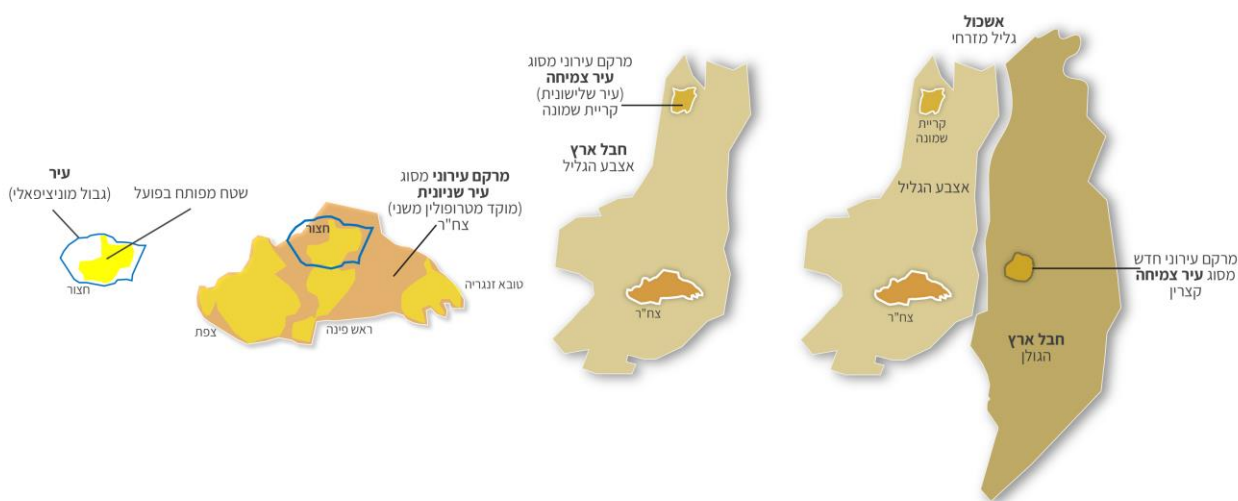 אשכול
גליל מזרחי
מרקם עירוני חדש
מסוג עיר צמיחה
קצרין
חבל ארץ
הגולן
קריית
שמונה
אצבע הגליל
צח"ר
מרקם עירוני מסוג
עיר צמיחה
(עיר שלישונית)
קריית שמונה
חבל ארץ
אצבע הגליל
צח"ר
מרקם עירוני מסוג
עיר שניונית
(מוקד מטרופולין משני)
צח"ר
חצור
טובא זנגריה
ראש פינה
צפת
שטח מפותח בפועל
עיר
(גבול מוניציפאלי)
חצור